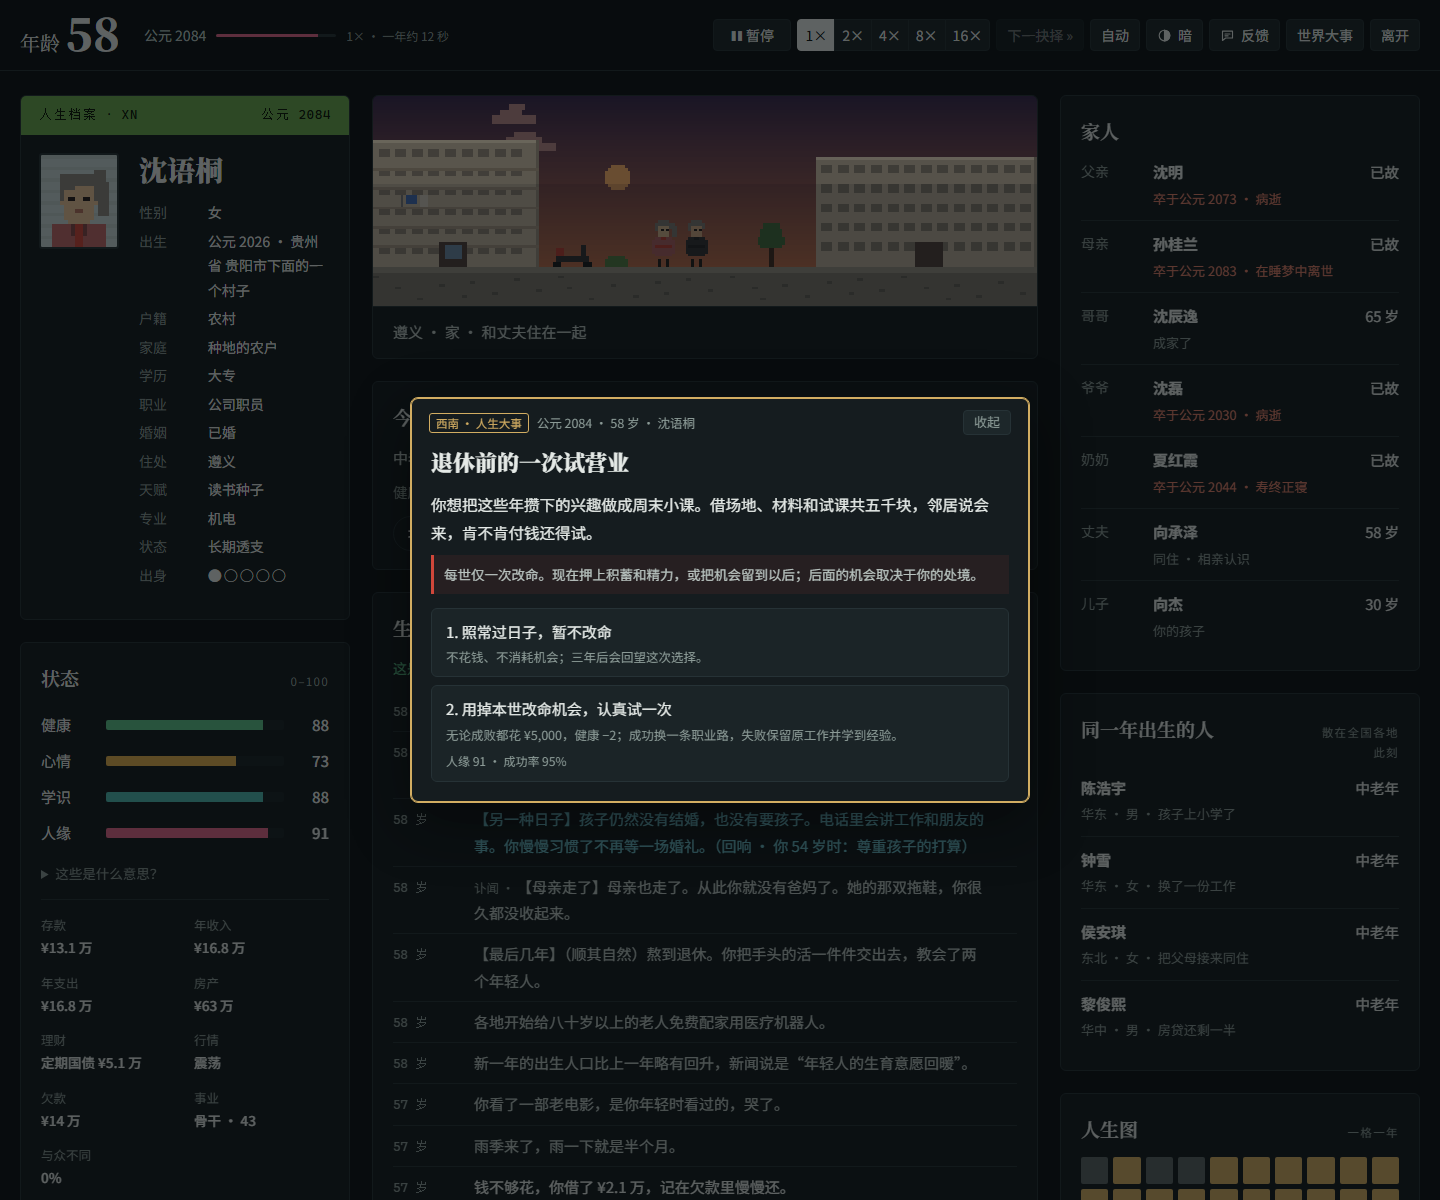 年龄 58 公元 2084 1× · 一年约 12 秒 暂停 1× 2× 4× 8× 16× 下一抉择 » 自动 暗 反馈 世界大事 离开
人生档案 · XN 公元 2084
沈语桐
性别 女
出生 公元 2026 · 贵州
省 贵阳市下面的一
个村子
户籍 农村
家庭 种地的农户
学历 大专
职业 公司职员
婚姻 已婚
住处 遵义
天赋 读书种子
专业 机电
状态 长期透支
出身
状态 0–100
健康 88
心情 73
学识 88
人缘 91
▶ 这些是什么意思？
存款 年收入
¥13.1 万 ¥16.8 万
年支出 房产
¥16.8 万 ¥63 万
理财 行情
定期国债 ¥5.1 万 震荡
欠款 事业
¥14 万 骨干 · 43
与众不同
0%
遵义 · 家 · 和丈夫住在一起
今
中
健
生
这
58
58
西南 · 人生大事 公元 2084 · 58 岁 · 沈语桐 收起
退休前的一次试营业
你想把这些年攒下的兴趣做成周末小课。借场地、材料和试课共五千块，邻居说会
来，肯不肯付钱还得试。
每世仅一次改命。现在押上积蓄和精力，或把机会留到以后；后面的机会取决于你的处境。
1. 照常过日子，暂不改命
不花钱、不消耗机会；三年后会回望这次选择。
2. 用掉本世改命机会，认真试一次
无论成败都花 ¥5,000，健康 −2；成功换一条职业路，失败保留原工作并学到经验。
人缘 91 · 成功率 95%
58 岁 【另一种日子】孩子仍然没有结婚，也没有要孩子。电话里会讲工作和朋友的
事。你慢慢习惯了不再等一场婚礼。（回响 · 你 54 岁时：尊重孩子的打算）
58 岁 讣闻 · 【母亲走了】母亲也走了。从此你就没有爸妈了。她的那双拖鞋，你很
久都没收起来。
58 岁 【最后几年】（顺其自然）熬到退休。你把手头的活一件件交出去，教会了两
个年轻人。
58 岁 各地开始给八十岁以上的老人免费配家用医疗机器人。
58 岁 新一年的出生人口比上一年略有回升，新闻说是“年轻人的生育意愿回暖”。
57 岁 你看了一部老电影，是你年轻时看过的，哭了。
57 岁 雨季来了，雨一下就是半个月。
57 岁 钱不够花，你借了 ¥2.1 万，记在欠款里慢慢还。
家人
父亲 沈明 已故
卒于公元 2073 · 病逝
母亲 孙桂兰 已故
卒于公元 2083 · 在睡梦中离世
哥哥 沈辰逸 65 岁
成家了
爷爷 沈磊 已故
卒于公元 2030 · 病逝
奶奶 夏红霞 已故
卒于公元 2044 · 寿终正寝
丈夫 向承泽 58 岁
同住 · 相亲认识
儿子 向杰 30 岁
你的孩子
同一年出生的人 散在全国各地
此刻
陈浩宇 中老年
华东 · 男 · 孩子上小学了
钟雪 中老年
华东 · 女 · 换了一份工作
侯安琪 中老年
东北 · 女 · 把父母接来同住
黎俊熙 中老年
华中 · 男 · 房贷还剩一半
人生图 一格一年